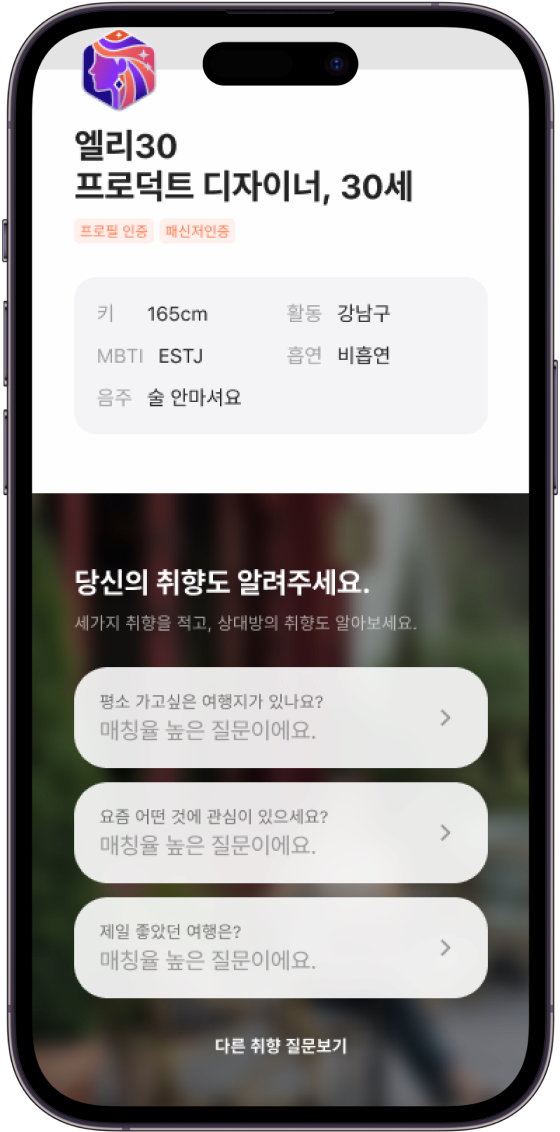 엘리30
프로덕트 디자이너, 30세
프로필 인증 패신저인증
키 165cm 활동 강남구
MBTI ESTJ 흡연 비흡연
음주 술 안마셔요
당신의 취향도 알려주세요.
세가지 취향을 적고, 상대방의 취향도 알아보세요.
평소 가고싶은 여행지가 있나요?
매칭율 높은 질문이에요.
요즘 어떤 것에 관심이 있으세요?
매칭율 높은 질문이에요.
제일 좋았던 여행은?
매칭율 높은 질문이에요.
다른 취향 질문보기